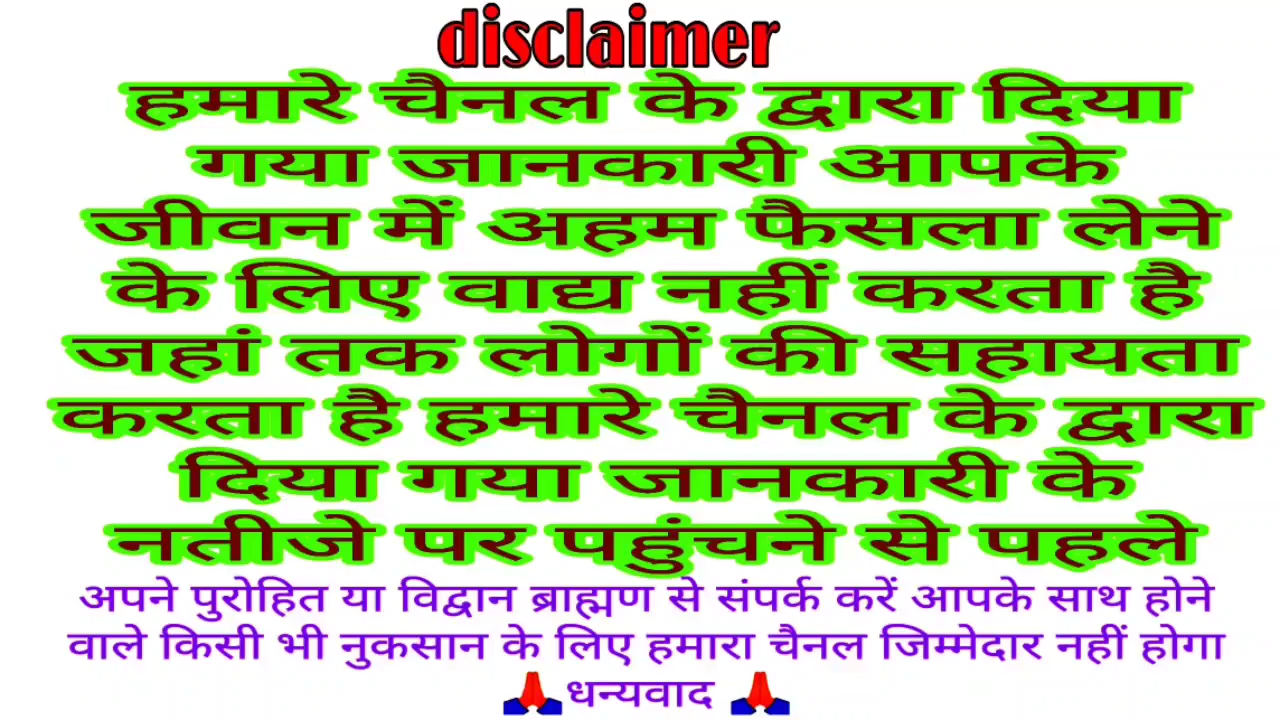 disclaimer
हमारे चैनल के द्वारा दिया
गया जानकारी आपके
जीवन में अहम फैसला लेने
के लिए वाद्य नहीं करता है
जहां तक लोगों की सहायता
करता है हमारे चैनल के द्वारा
दिया गया जानकारी के
नतीजे पर पहुंचने से पहले
अपने पुरोहित या विद्वान ब्राह्मण से संपर्क करें आपके साथ होने
वाले किसी भी नुकसान के लिए हमारा चैनल जिम्मेदार नहीं होगा
🙏धन्यवाद 🙏